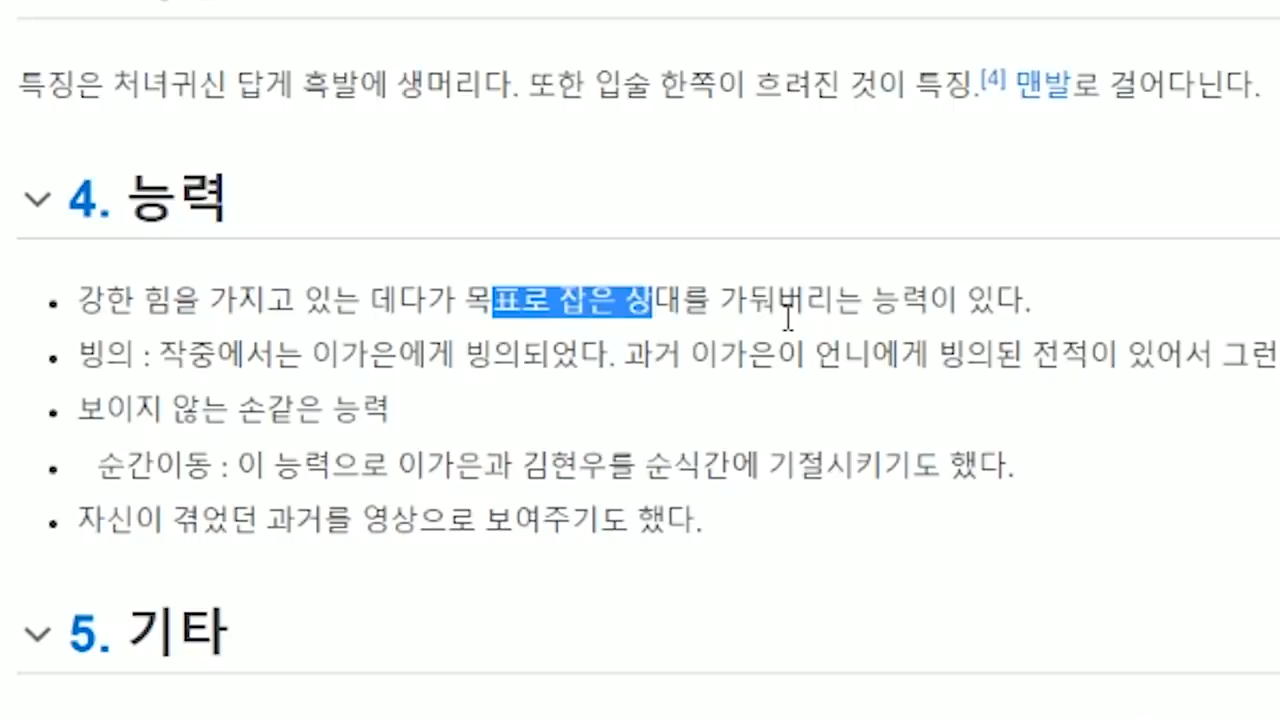 특징은 처녀귀신 답게 흑발에 생머리다. 또한 입술 한쪽이 흐려진 것이 특징.[4] 맨발로 걸어다닌다.
4. 능력
강한 힘을 가지고 있는 데다가 목표로 잡은 상대를 가둬버리는 능력이 있다.
빙의 : 작중에서는 이가은에게 빙의되었다. 과거 이가은이 언니에게 빙의된 전적이 있어서 그런
보이지 않는 손같은 능력
순간이동 : 이 능력으로 이가은과 김현우를 순식간에 기절시키기도 했다.
자신이 겪었던 과거를 영상으로 보여주기도 했다.
5. 기타